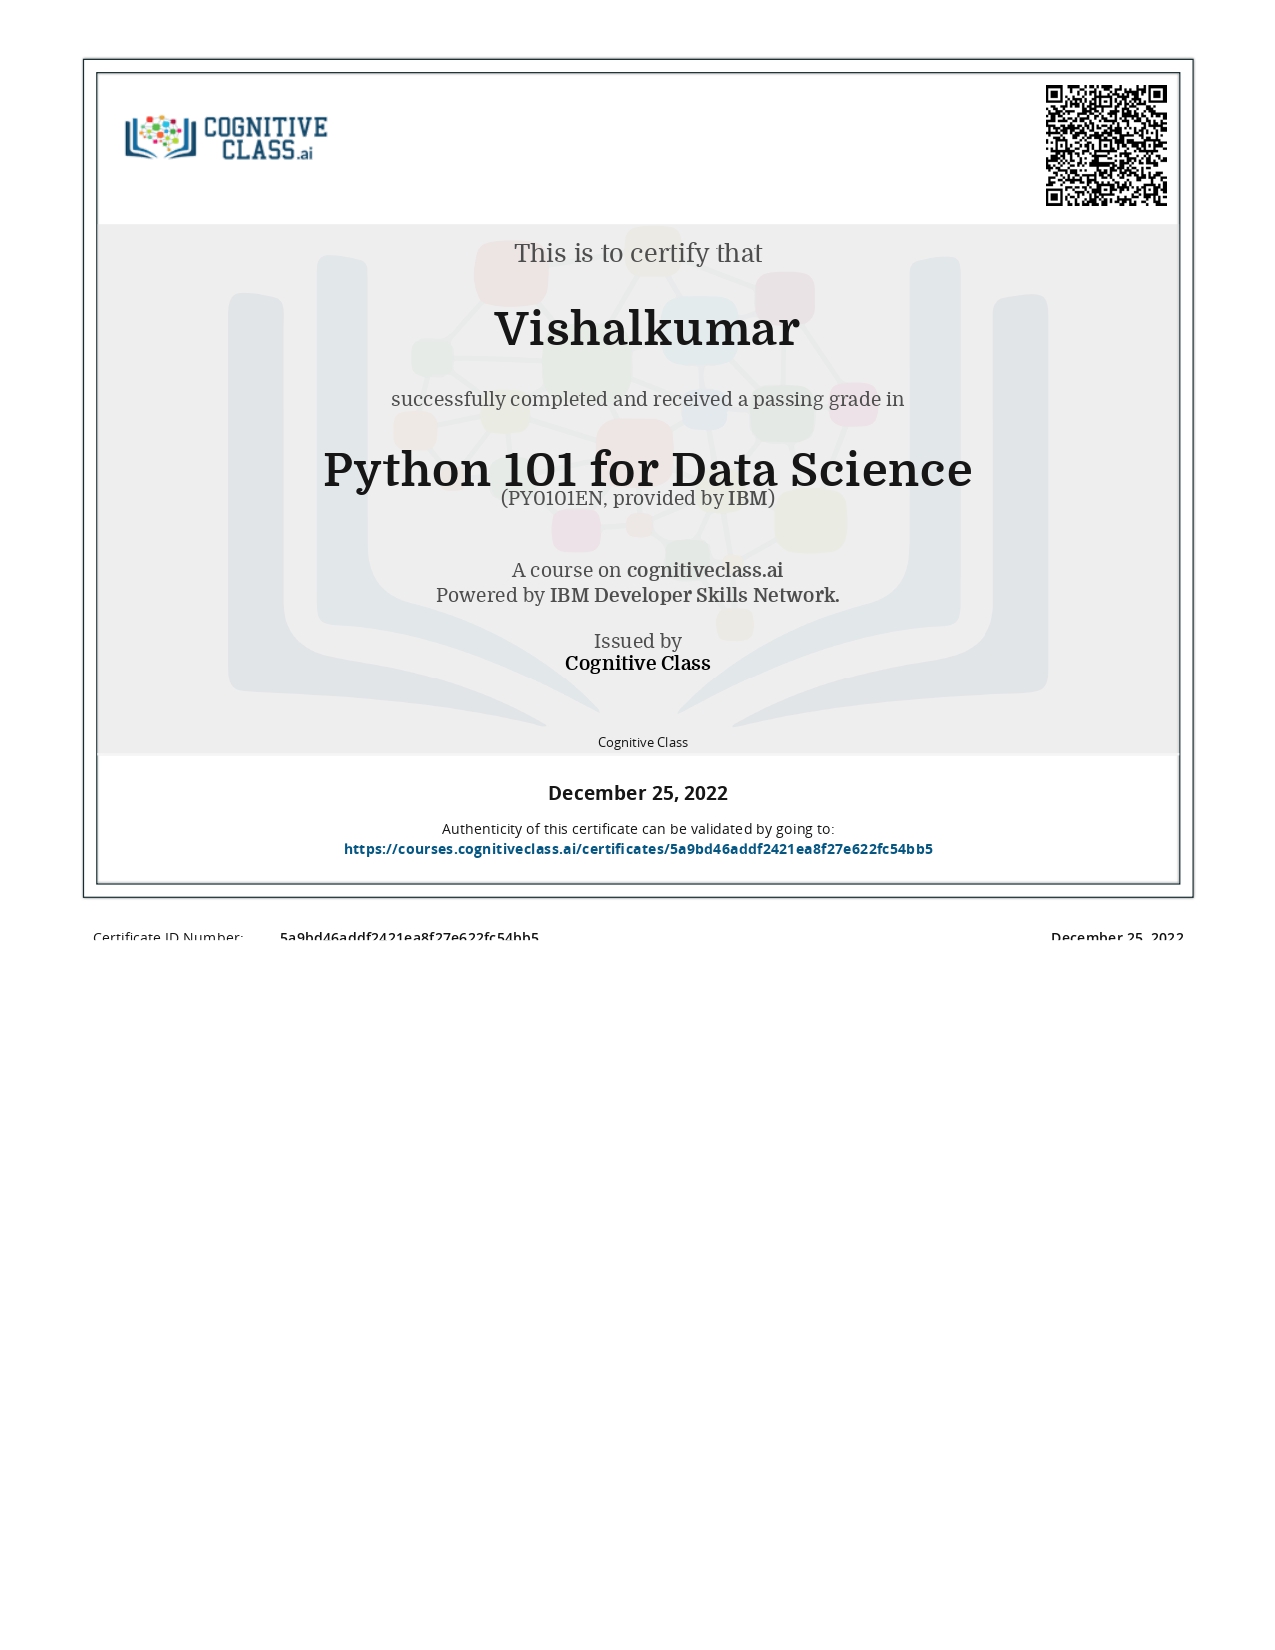 COGNITIVE
CLASS.ai
This is to certify that
Vishalkumar
successfully completed and received a passing grade in
Python 101 for Data Science
(PY0101EN, provided by IBM)
A course on cognitiveclass.ai
Powered by IBM Developer Skills Network.
Issued by
Cognitive Class
Cognitive Class
December 25, 2022
Authenticity of this certificate can be validated by going to:
https://courses.cognitiveclass.ai/certificates/5a9bd46addf2421ea8f27e622fc54bb5
Certificate ID Number: 5a9bd46addf2421ea8f27e622fc54bb5 December 25, 2022